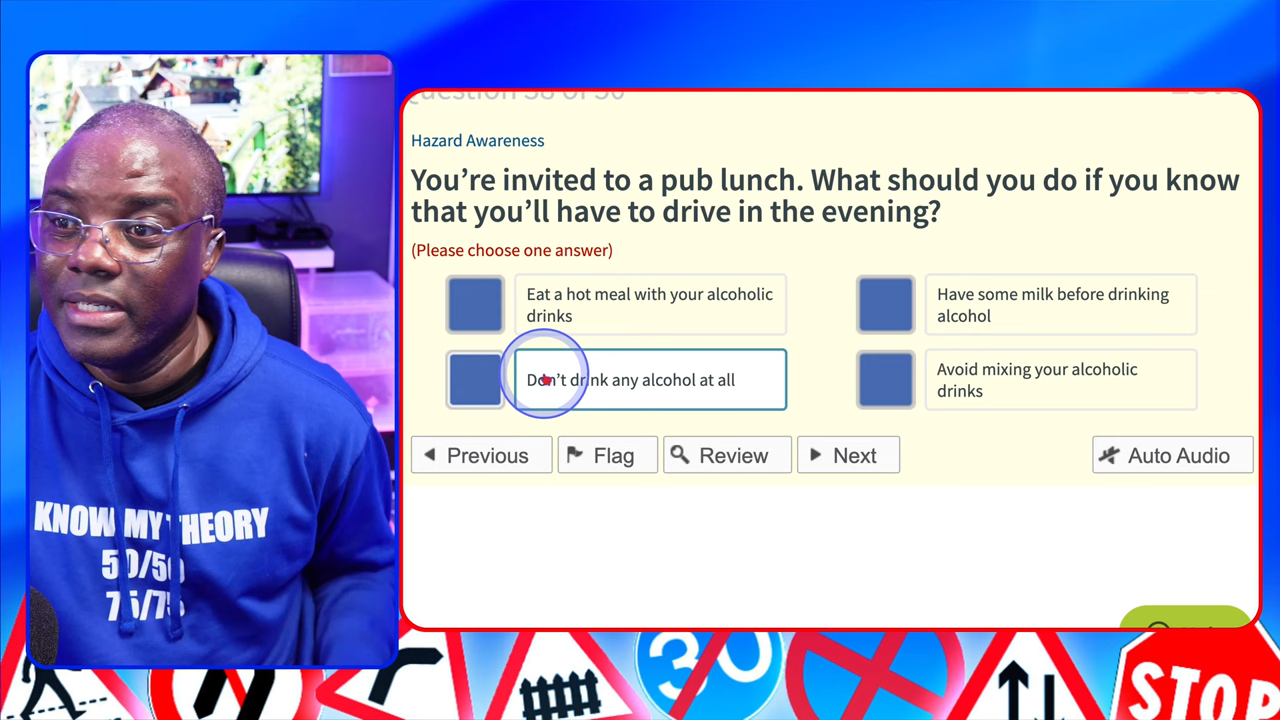 Hazard Awareness
You're invited to a pub lunch. What should you do if you know
that you'll have to drive in the evening?
(Please choose one answer)
Eat a hot meal with your alcoholic
drinks
Have some milk before drinking
alcohol
Don't drink any alcohol at all
Avoid mixing your alcoholic
drinks
Previous
Flag
Review
Next
Auto Audio
KNOW MY THEORY
50/50
75/75
30
STOP